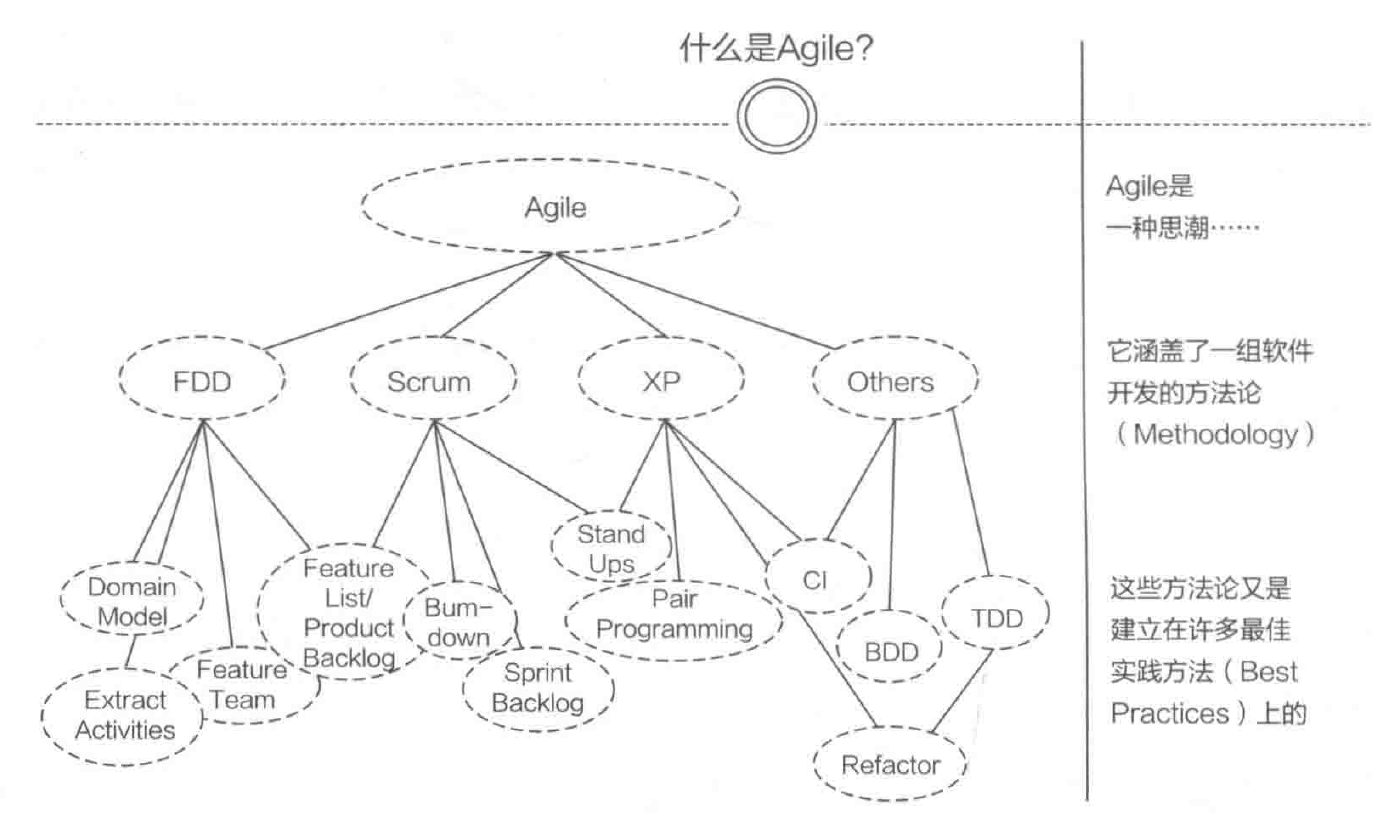 什么是Agile?
Agile
Agile是
一种思潮……
FDD
Scrum
XP
Others
它涵盖了一组软件
开发的方法论
（Methodology）
Domain
Model
Extract
Activities
Feature
Team
Feature
List/
Product
Backlog
Bum-
down
Sprint
Backlog
Stand
Ups
Pair
Programming
CI
BDD
TDD
Refactor
这些方法论又是
建立在许多最佳
实践方法（Best
Practices）上的